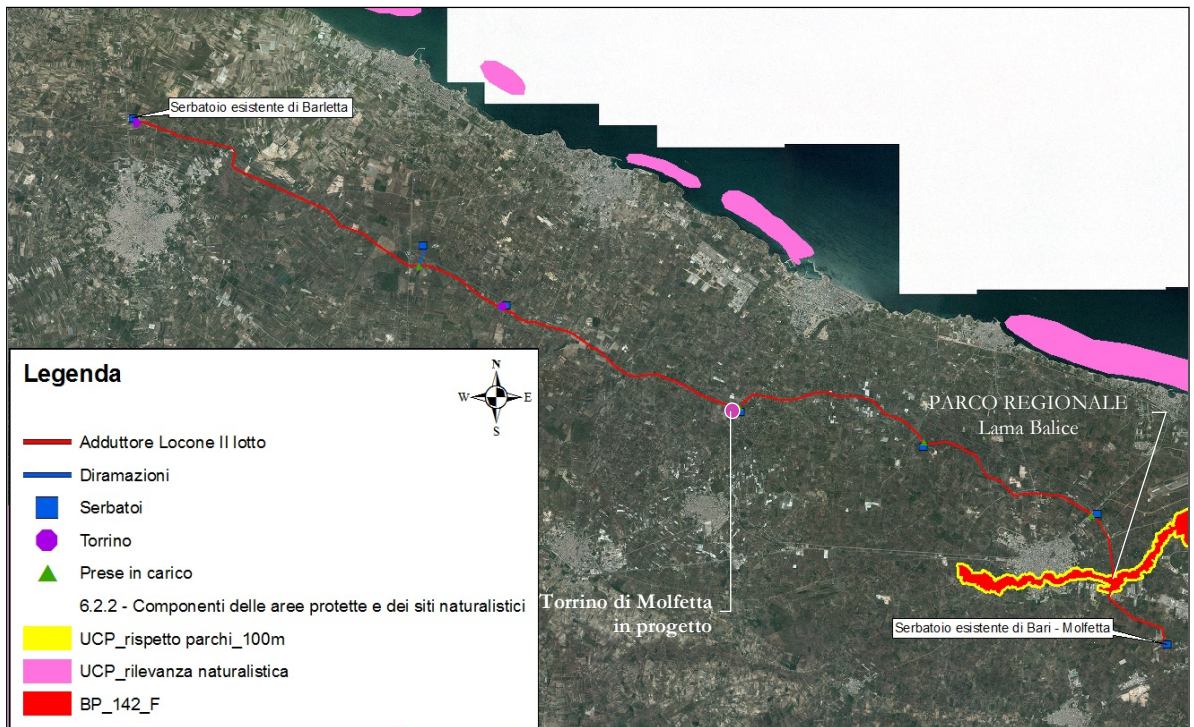 Serbatoio esistente di Barletta
Legenda
N
W
E
S
Adduttore Locone II lotto
Diramazioni
Serbatoi
Torrino
Prese in carico
6.2.2 - Componenti delle aree protette e dei siti naturalistici
UCP_rispetto parchi_100m
UCP_rilevanza naturalistica
BP_142_F
PARCO REGIONALE
Lama Balice
Torrino di Molfetta
in progetto
Serbatoio esistente di Bari - Molfetta